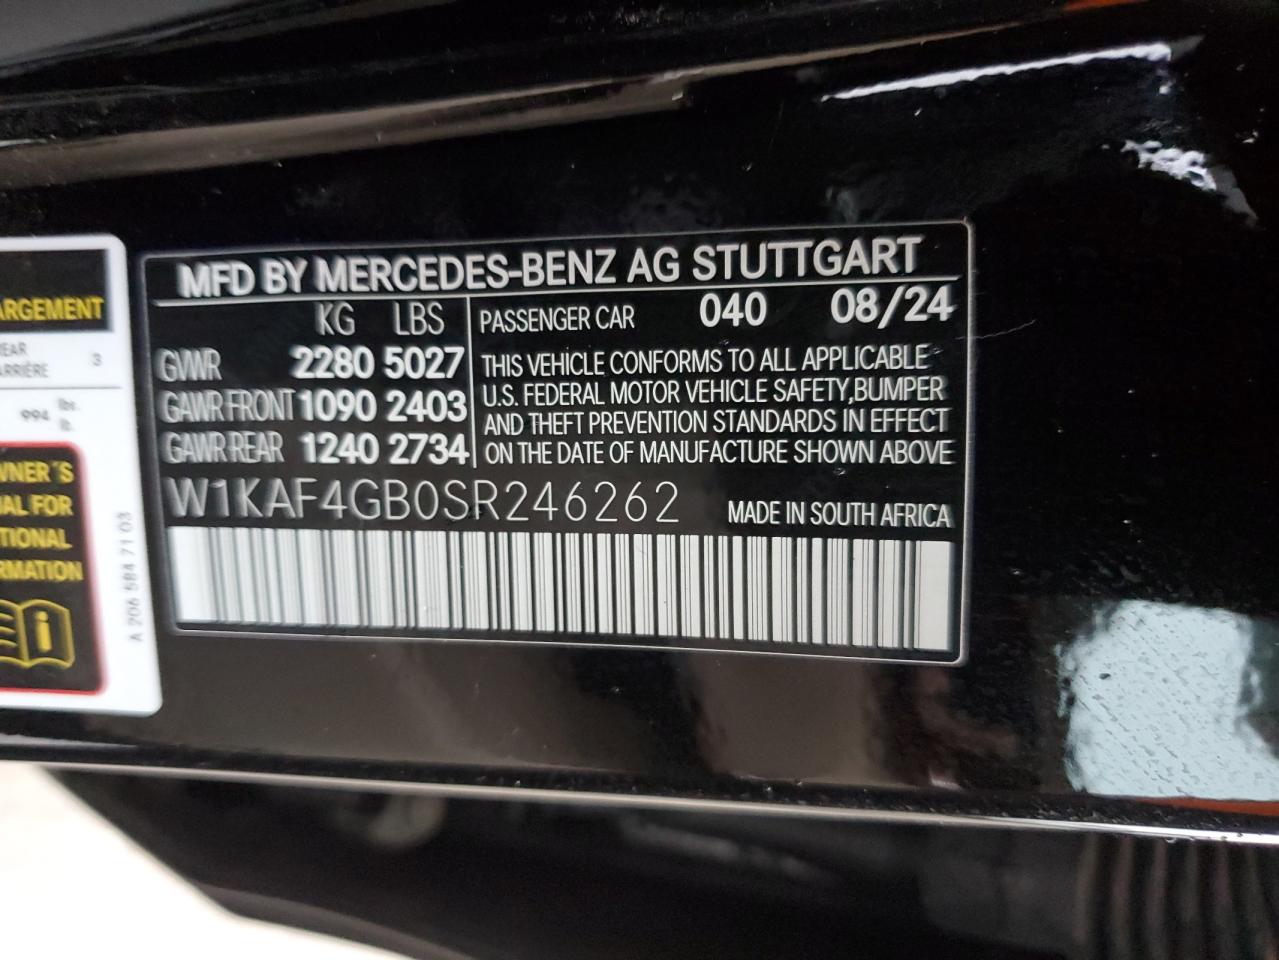 MFD BY MERCEDES-BENZ AG STUTTGART
KG LBS
PASSENGER CAR 040 08/24
GVWR 2280 5027
GAWR FRONT 1090 2403
GAWR REAR 1240 2734
THIS VEHICLE CONFORMS TO ALL APPLICABLE
U.S. FEDERAL MOTOR VEHICLE SAFETY, BUMPER
AND THEFT PREVENTION STANDARDS IN EFFECT
ON THE DATE OF MANUFACTURE SHOWN ABOVE
W1KAF4GB0SR246262 MADE IN SOUTH AFRICA
ARGEMENT
EAR
ARRIÈRE 3
994 lbs.
lb.
WNER´S
UAL FOR
TIONAL
RMATION
A 206 584 71 03